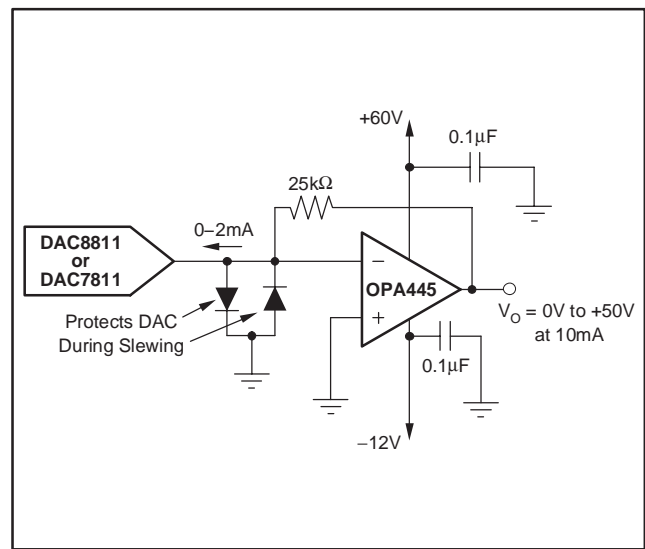 +60V
0.1μF
25kΩ
0–2mA
DAC8811
or
DAC7811
–
OPA445
+
Protects DAC
During Slewing
VO = 0V to +50V
at 10mA
0.1μF
–12V